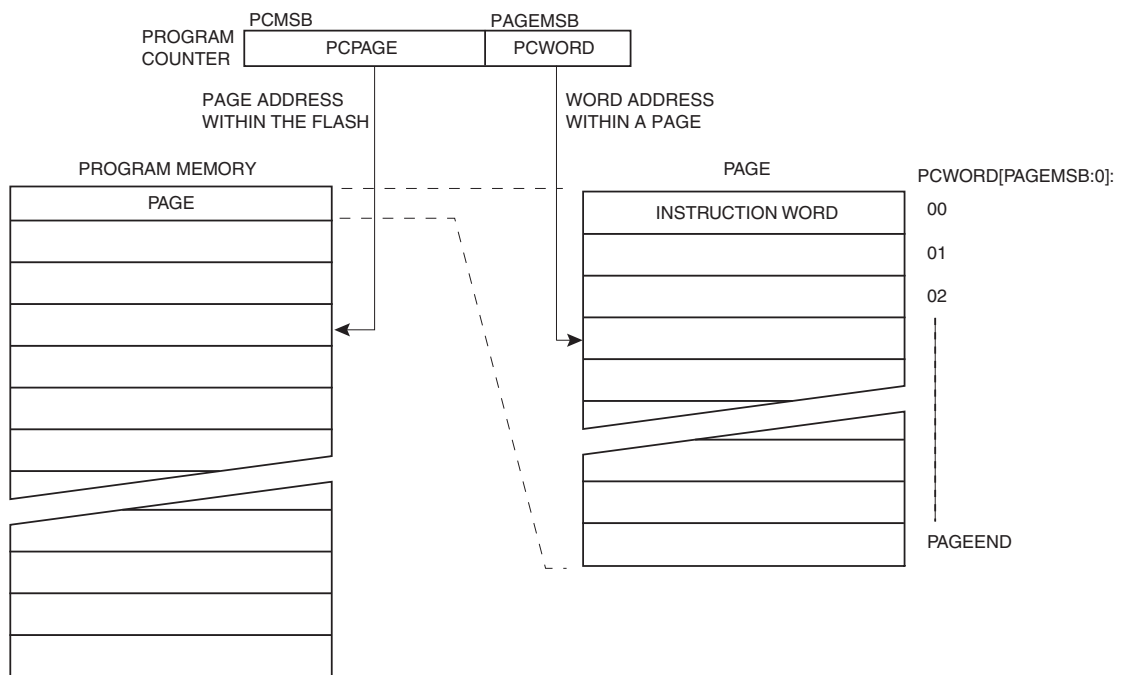 PCMSB
PAGEMSB
PROGRAM
COUNTER
PCPAGE
PCWORD
PAGE ADDRESS
WITHIN THE FLASH
WORD ADDRESS
WITHIN A PAGE
PROGRAM MEMORY
PAGE
PAGE
INSTRUCTION WORD
PCWORD[PAGEMSB:0]:
00
01
02
PAGEEND